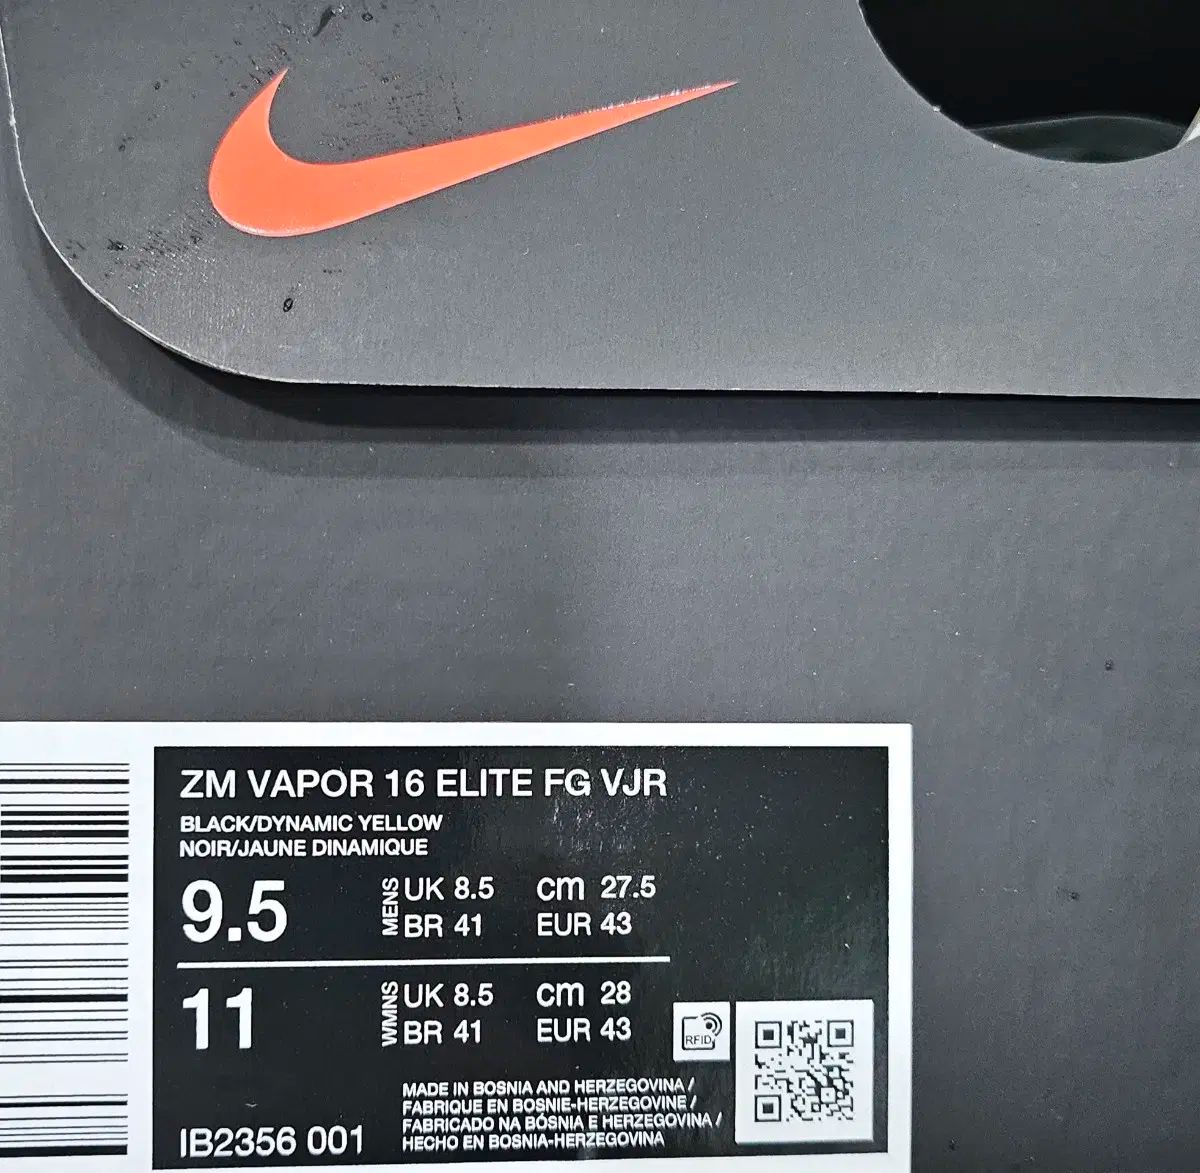 ZM VAPOR 16 ELITE FG VJR
BLACK/DYNAMIC YELLOW
NOIR/JAUNE DINAMIQUE
9.5 MENS UK 8.5 cm 27.5
BR 41 EUR 43
11 WMNS UK 8.5 cm 28
BR 41 EUR 43
RFID
MADE IN BOSNIA AND HERZEGOVINA /
FABRIQUE EN BOSNIE-HERZEGOVINE /
FABRICADO NA BÓSNIA E HERZEGOVINA /
HECHO EN BOSNIA-HERZEGOVINA
IB2356 001